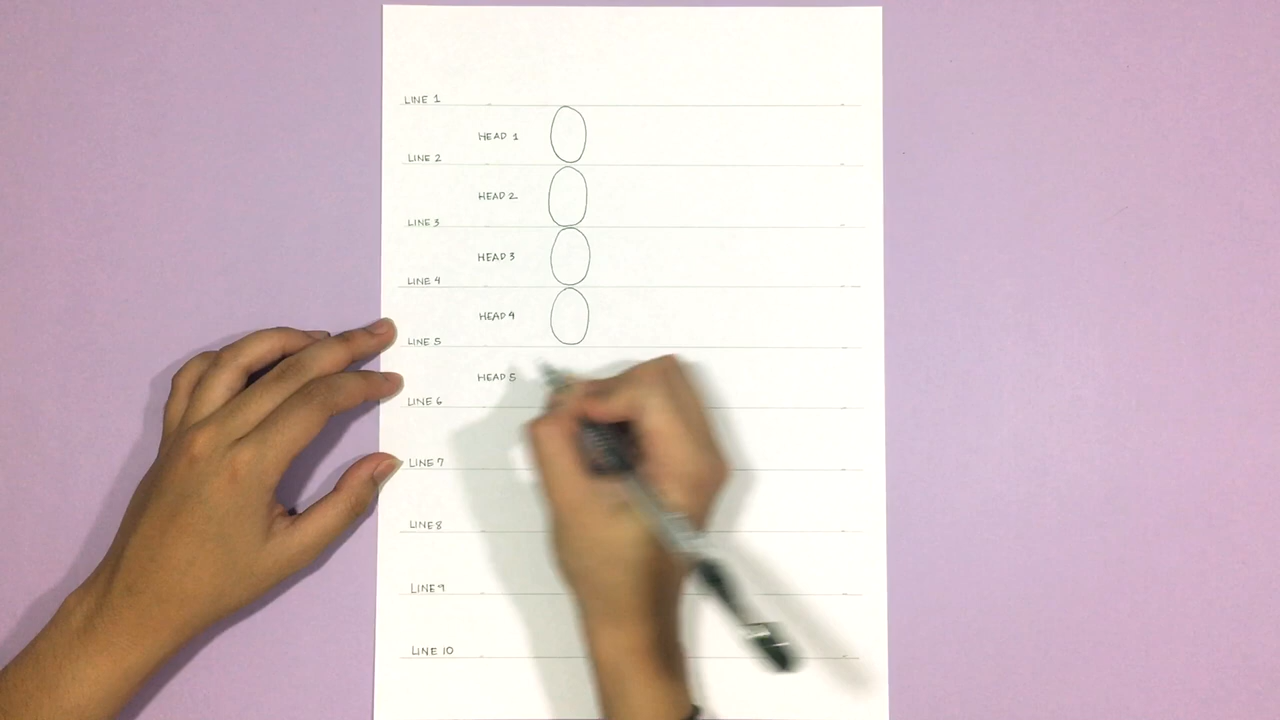 LINE 1
HEAD 1
LINE 2
HEAD 2
LINE 3
HEAD 3
LINE 4
HEAD 4
LINE 5
HEAD 5
LINE 6
LINE 7
LINE 8
LINE 9
LINE 10